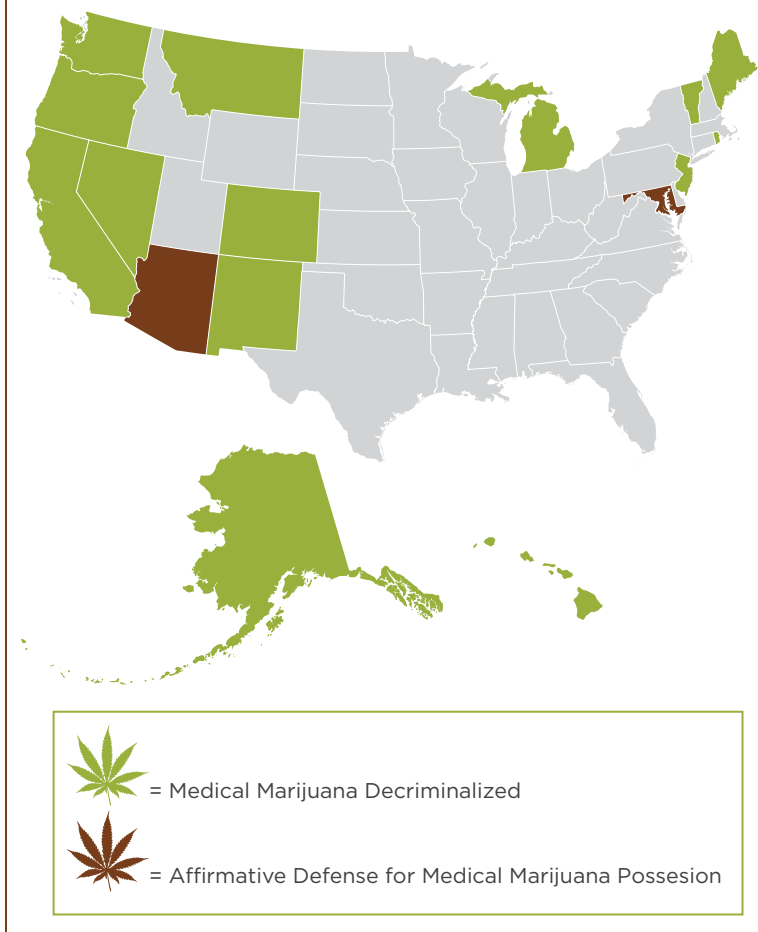 = Medical Marijuana Decriminalized
= Affirmative Defense for Medical Marijuana Possesion